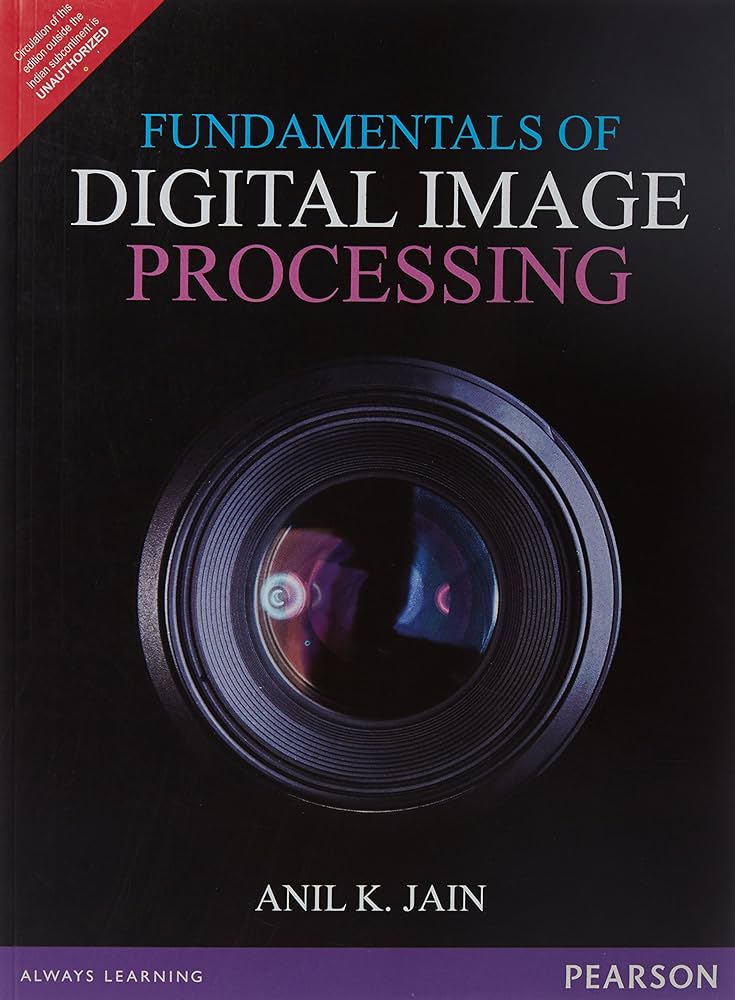 Circulation of this
edition outside the
Indian subcontinent is
UNAUTHORIZED
FUNDAMENTALS OF
DIGITAL IMAGE
PROCESSING
ANIL K. JAIN
ALWAYS LEARNING
PEARSON